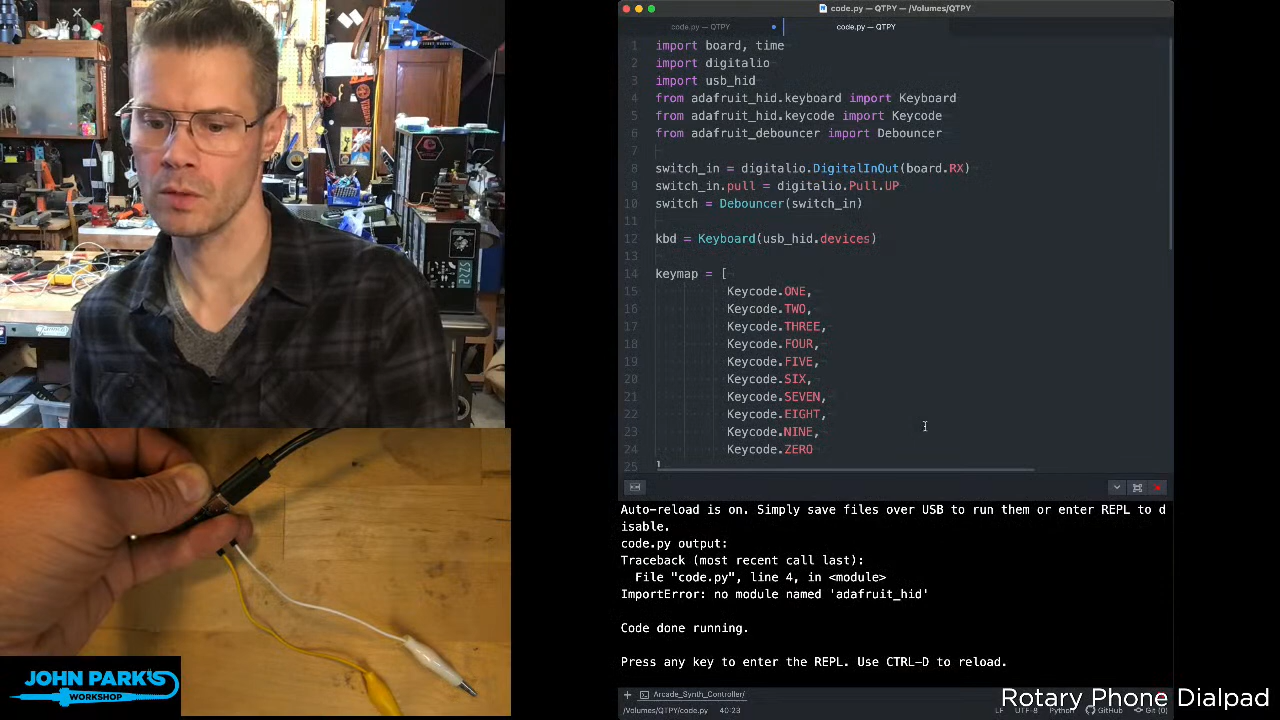 code.py — QTPY — /Volumes/QTPY
code.py — QTPY
code.py — QTPY
1 import board, time
2 import digitalio
3 import usb_hid
4 from adafruit_hid.keyboard import Keyboard
5 from adafruit_hid.keycode import Keycode
6 from adafruit_debouncer import Debouncer
7
8 switch_in = digitalio.DigitalInOut(board.RX)
9 switch_in.pull = digitalio.Pull.UP
10 switch = Debouncer(switch_in)
11
12 kbd = Keyboard(usb_hid.devices)
13
14 keymap = [
15 Keycode.ONE,
16 Keycode.TWO,
17 Keycode.THREE,
18 Keycode.FOUR,
19 Keycode.FIVE,
20 Keycode.SIX,
21 Keycode.SEVEN,
22 Keycode.EIGHT,
23 Keycode.NINE,
24 Keycode.ZERO
25 ]
Auto-reload is on. Simply save files over USB to run them or enter REPL to d
isable.
code.py output:
Traceback (most recent call last):
File "code.py", line 4, in <module>
ImportError: no module named 'adafruit_hid'
Code done running.
Press any key to enter the REPL. Use CTRL-D to reload.
Arcade_Synth_Controller/
/Volumes/QTPY/code.py 40:23 LF UTF-8 Python GitHub Git (0)
Rotary Phone Dialpad
JOHN PARK'S
WORKSHOP